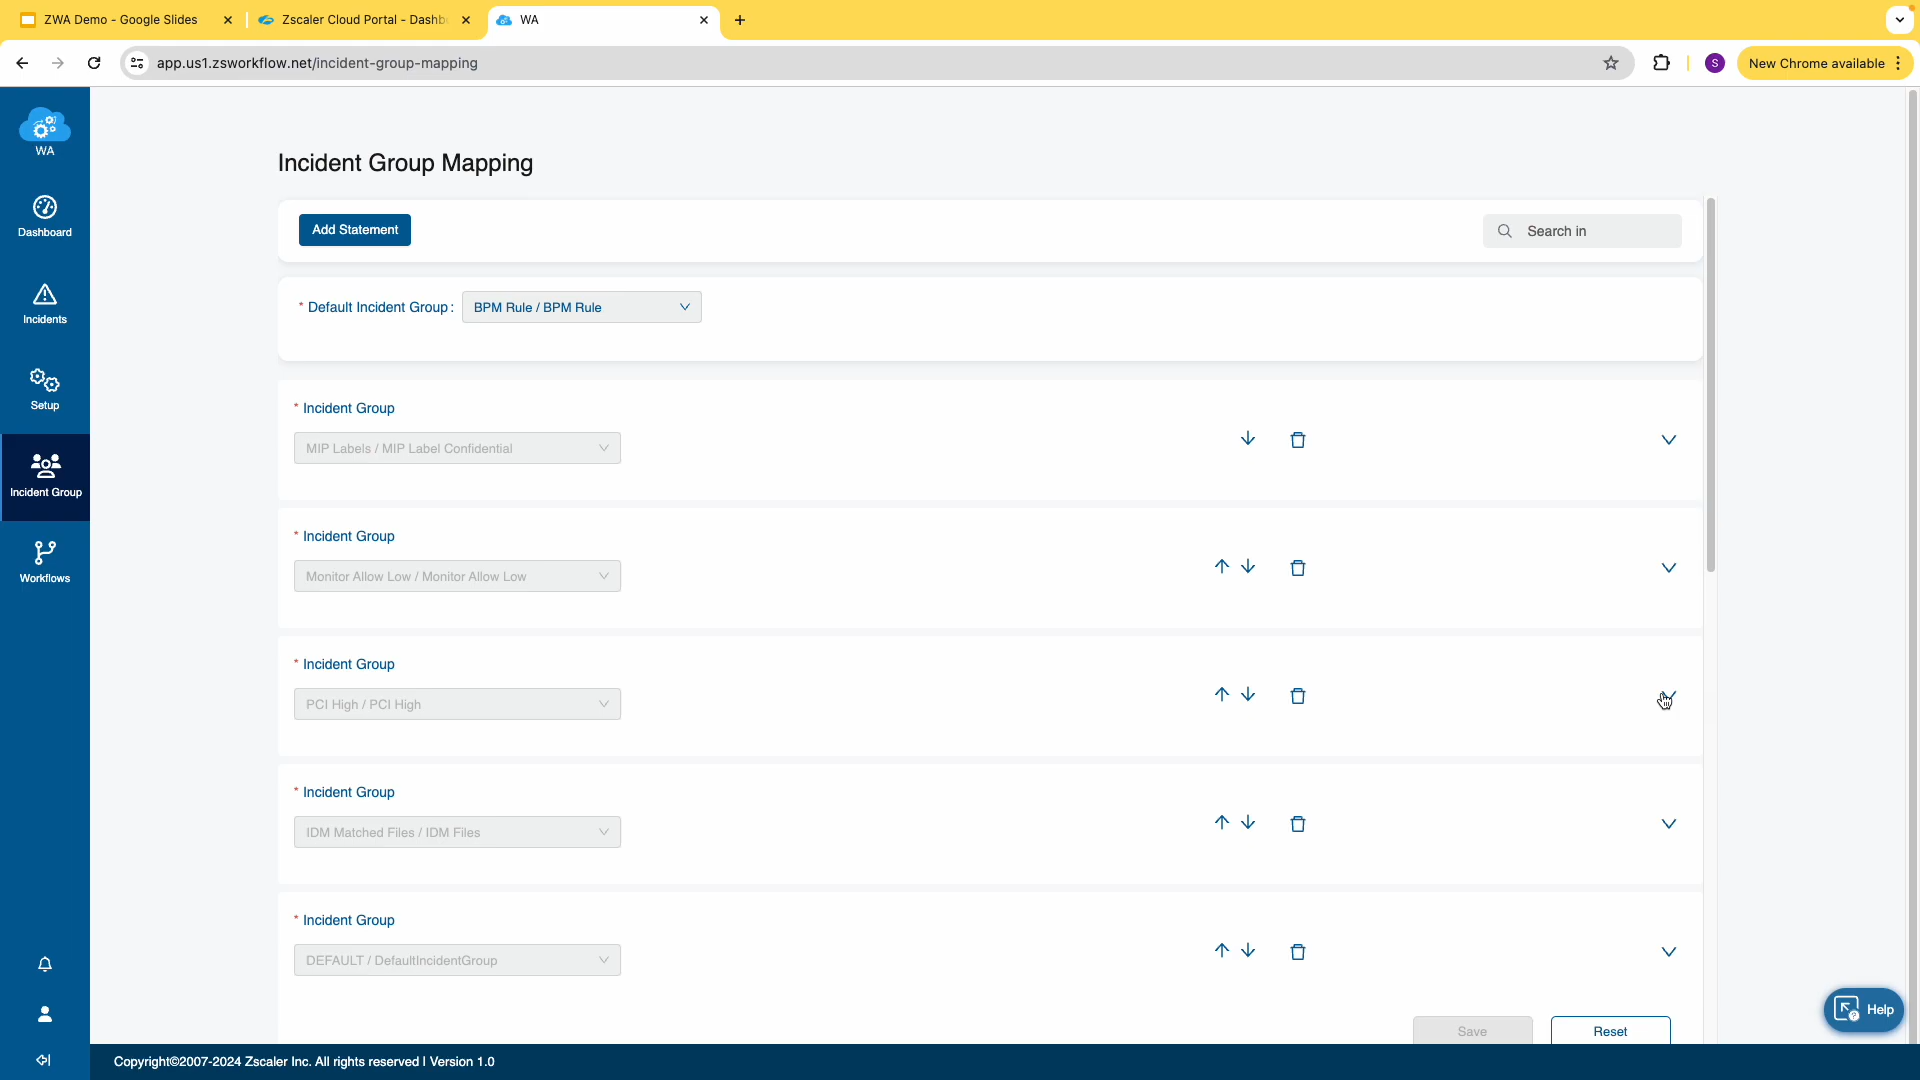 ZWA Demo - Google Slides
Zscaler Cloud Portal - Dashb
WA
app.us1.zsworkflow.net/incident-group-mapping
S
New Chrome available
WA
Dashboard
Incidents
Setup
Incident Group
Workflows
Incident Group Mapping
Add Statement
Search in
* Default Incident Group :
BPM Rule / BPM Rule
* Incident Group
MIP Labels / MIP Label Confidential
* Incident Group
Monitor Allow Low / Monitor Allow Low
* Incident Group
PCI High / PCI High
* Incident Group
IDM Matched Files / IDM Files
* Incident Group
DEFAULT / DefaultIncidentGroup
Save
Reset
Help
Copyright©2007-2024 Zscaler Inc. All rights reserved | Version 1.0